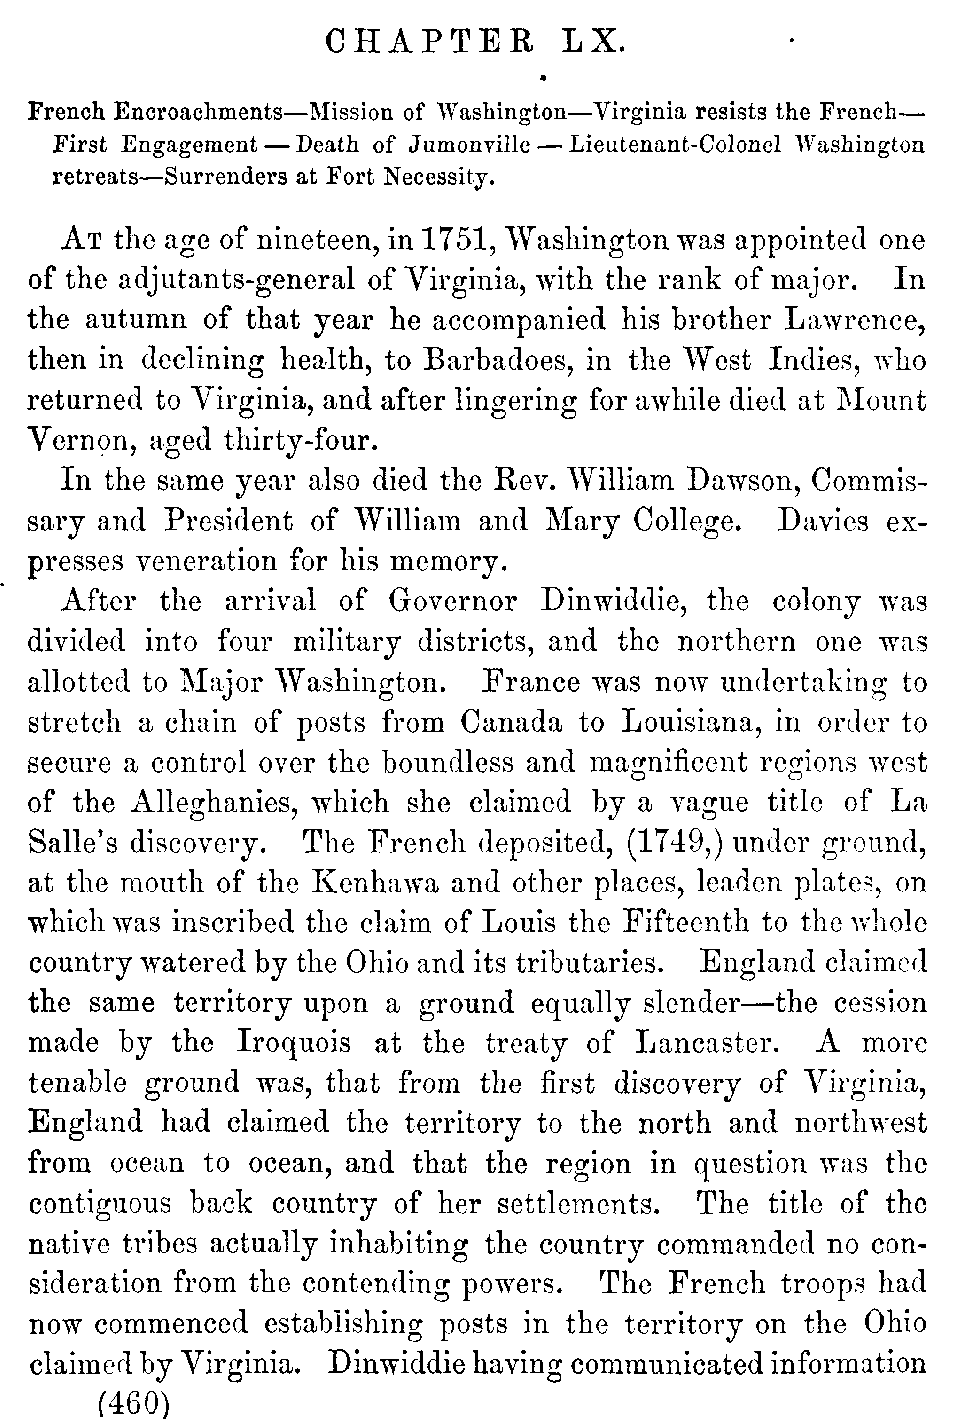 CHAPTER LX.
French Encroachments—Mission of Washington—Virginia resists the French—
First Engagement — Death of Jumonville — Lieutenant-Colonel Washington
retreats—Surrenders at Fort Necessity.
At the age of nineteen, in 1751, Washington was appointed one
of the adjutants-general of Virginia, with the rank of major. In
the autumn of that year he accompanied his brother Lawrence,
then in declining health, to Barbadoes, in the West Indies, who
returned to Virginia, and after lingering for awhile died at Mount
Vernon, aged thirty-four.
In the same year also died the Rev. William Dawson, Commis-
sary and President of William and Mary College. Davies ex-
presses veneration for his memory.
After the arrival of Governor Dinwiddie, the colony was
divided into four military districts, and the northern one was
allotted to Major Washington. France was now undertaking to
stretch a chain of posts from Canada to Louisiana, in order to
secure a control over the boundless and magnificent regions west
of the Alleghanies, which she claimed by a vague title of La
Salle's discovery. The French deposited, (1749,) under ground,
at the mouth of the Kenhawa and other places, leaden plates, on
which was inscribed the claim of Louis the Fifteenth to the whole
country watered by the Ohio and its tributaries. England claimed
the same territory upon a ground equally slender—the cession
made by the Iroquois at the treaty of Lancaster. A more
tenable ground was, that from the first discovery of Virginia,
England had claimed the territory to the north and northwest
from ocean to ocean, and that the region in question was the
contiguous back country of her settlements. The title of the
native tribes actually inhabiting the country commanded no con-
sideration from the contending powers. The French troops had
now commenced establishing posts in the territory on the Ohio
claimed by Virginia. Dinwiddie having communicated information
(460)